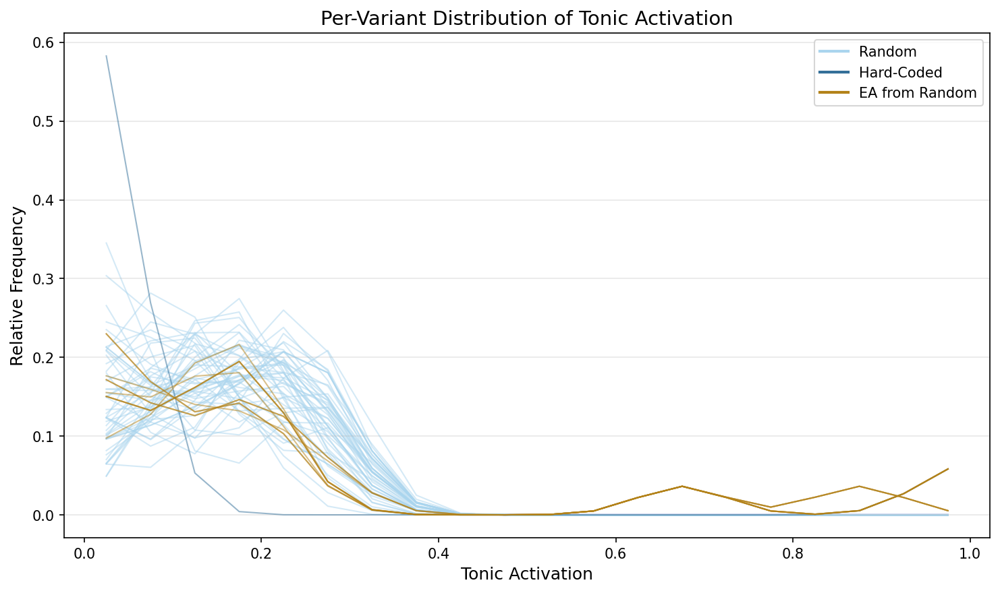 Per-Variant Distribution of Tonic Activation
Random
Hard-Coded
EA from Random
0.6
0.5
0.4
0.3
0.2
0.1
0.0
Relative Frequency
0.0 0.2 0.4 0.6 0.8 1.0
Tonic Activation